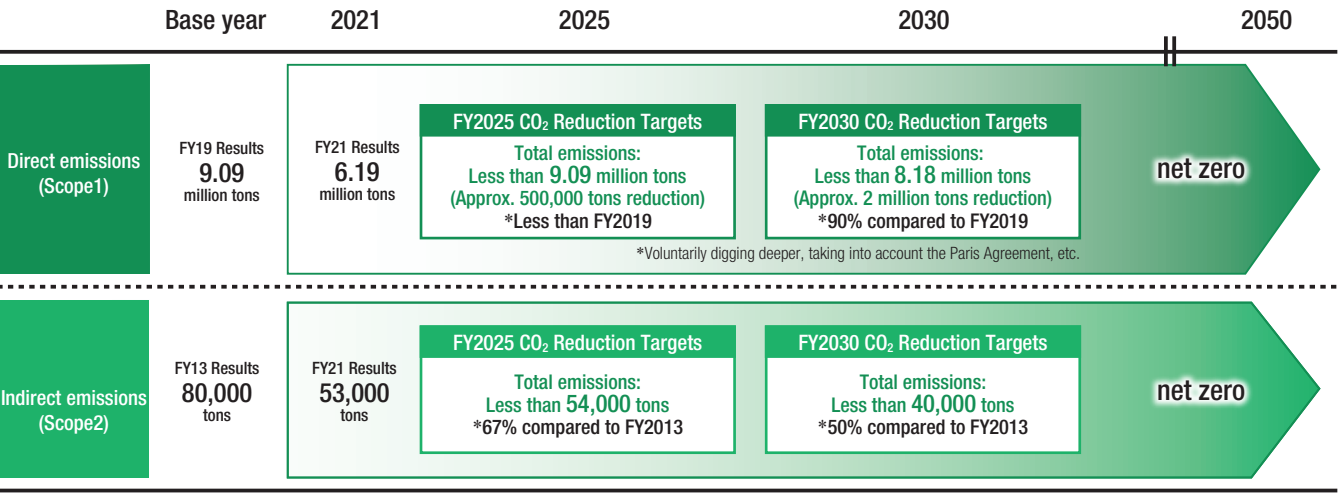 Base year 2021 2025 2030 2050
Direct emissions
(Scope1)
FY19 Results
9.09
million tons
FY21 Results
6.19
million tons
FY2025 CO₂ Reduction Targets
Total emissions:
Less than 9.09 million tons
(Approx. 500,000 tons reduction)
*Less than FY2019
FY2030 CO₂ Reduction Targets
Total emissions:
Less than 8.18 million tons
(Approx. 2 million tons reduction)
*90% compared to FY2019
net zero
*Voluntarily digging deeper, taking into account the Paris Agreement, etc.
Indirect emissions
(Scope2)
FY13 Results
80,000
tons
FY21 Results
53,000
tons
FY2025 CO₂ Reduction Targets
Total emissions:
Less than 54,000 tons
*67% compared to FY2013
FY2030 CO₂ Reduction Targets
Total emissions:
Less than 40,000 tons
*50% compared to FY2013
net zero